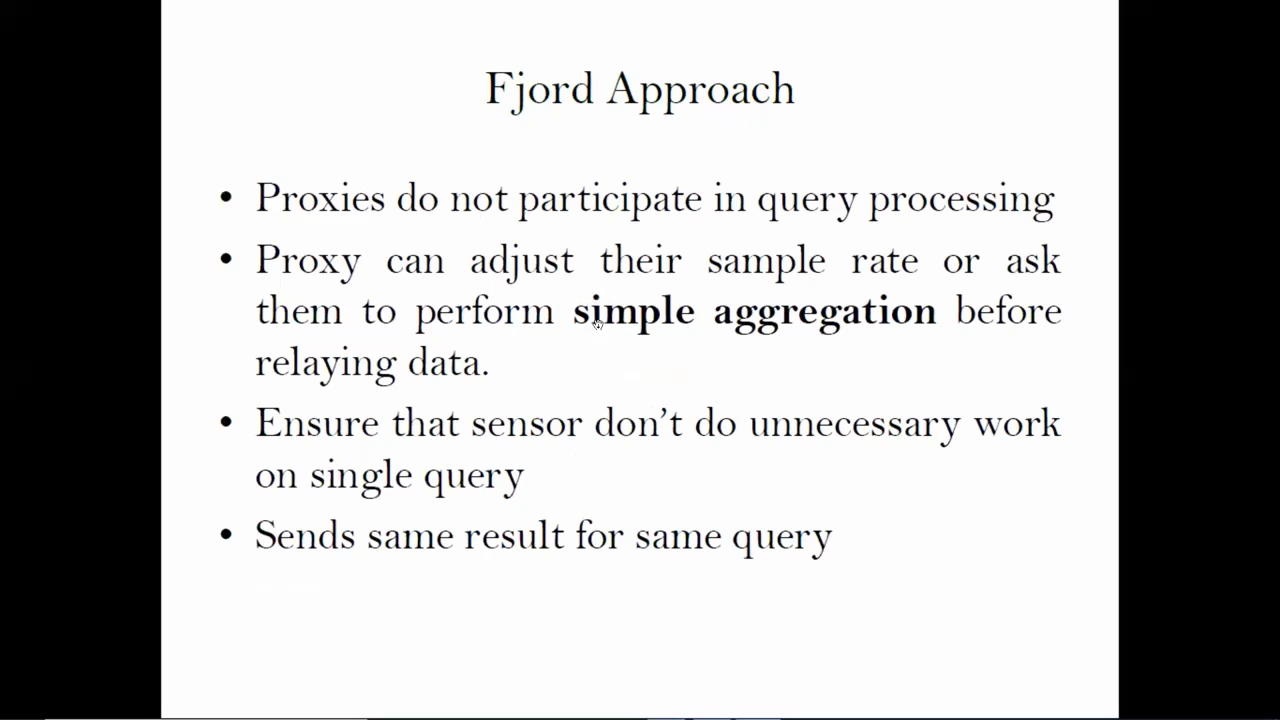 Fjord Approach
• Proxies do not participate in query processing
• Proxy can adjust their sample rate or ask
them to perform simple aggregation before
relaying data.
• Ensure that sensor don't do unnecessary work
on single query
• Sends same result for same query